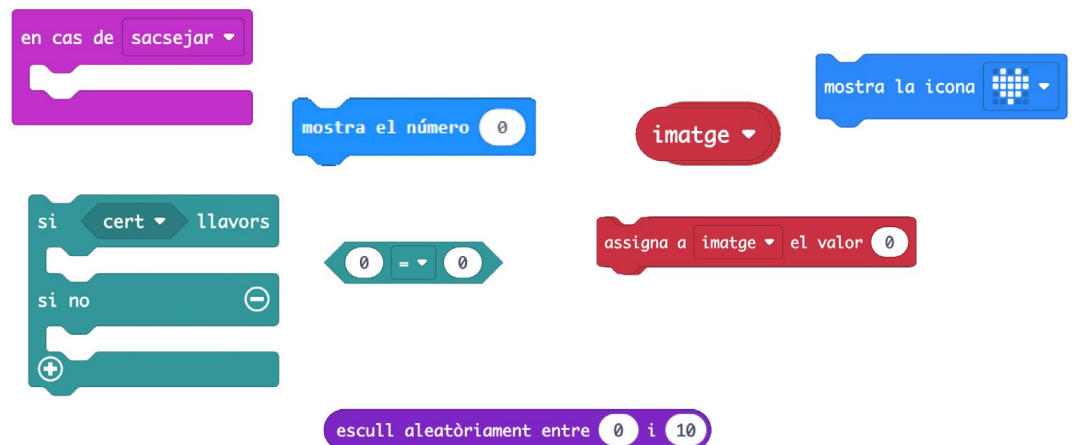 en cas de sacsejar
mostra el número 0
imatge
mostra la icona
si cert llavors
si no
0 = 0
assigna a imatge el valor 0
escull aleatòriament entre 0 i 10